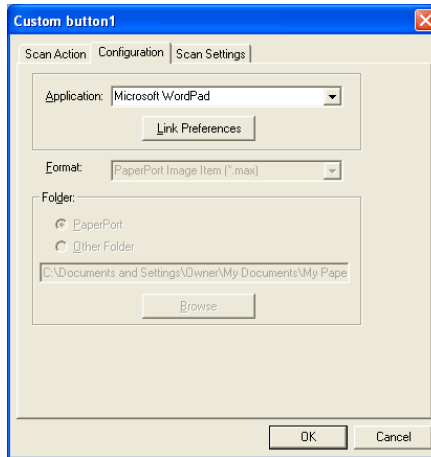 Custom button1
Scan Action Configuration Scan Settings
Application: Microsoft WordPad
Link Preferences
Format: PaperPort Image Item (*.max)
Folder:
PaperPort
Other Folder
C:\Documents and Settings\Owner\My Documents\My Pape
Browse
OK Cancel